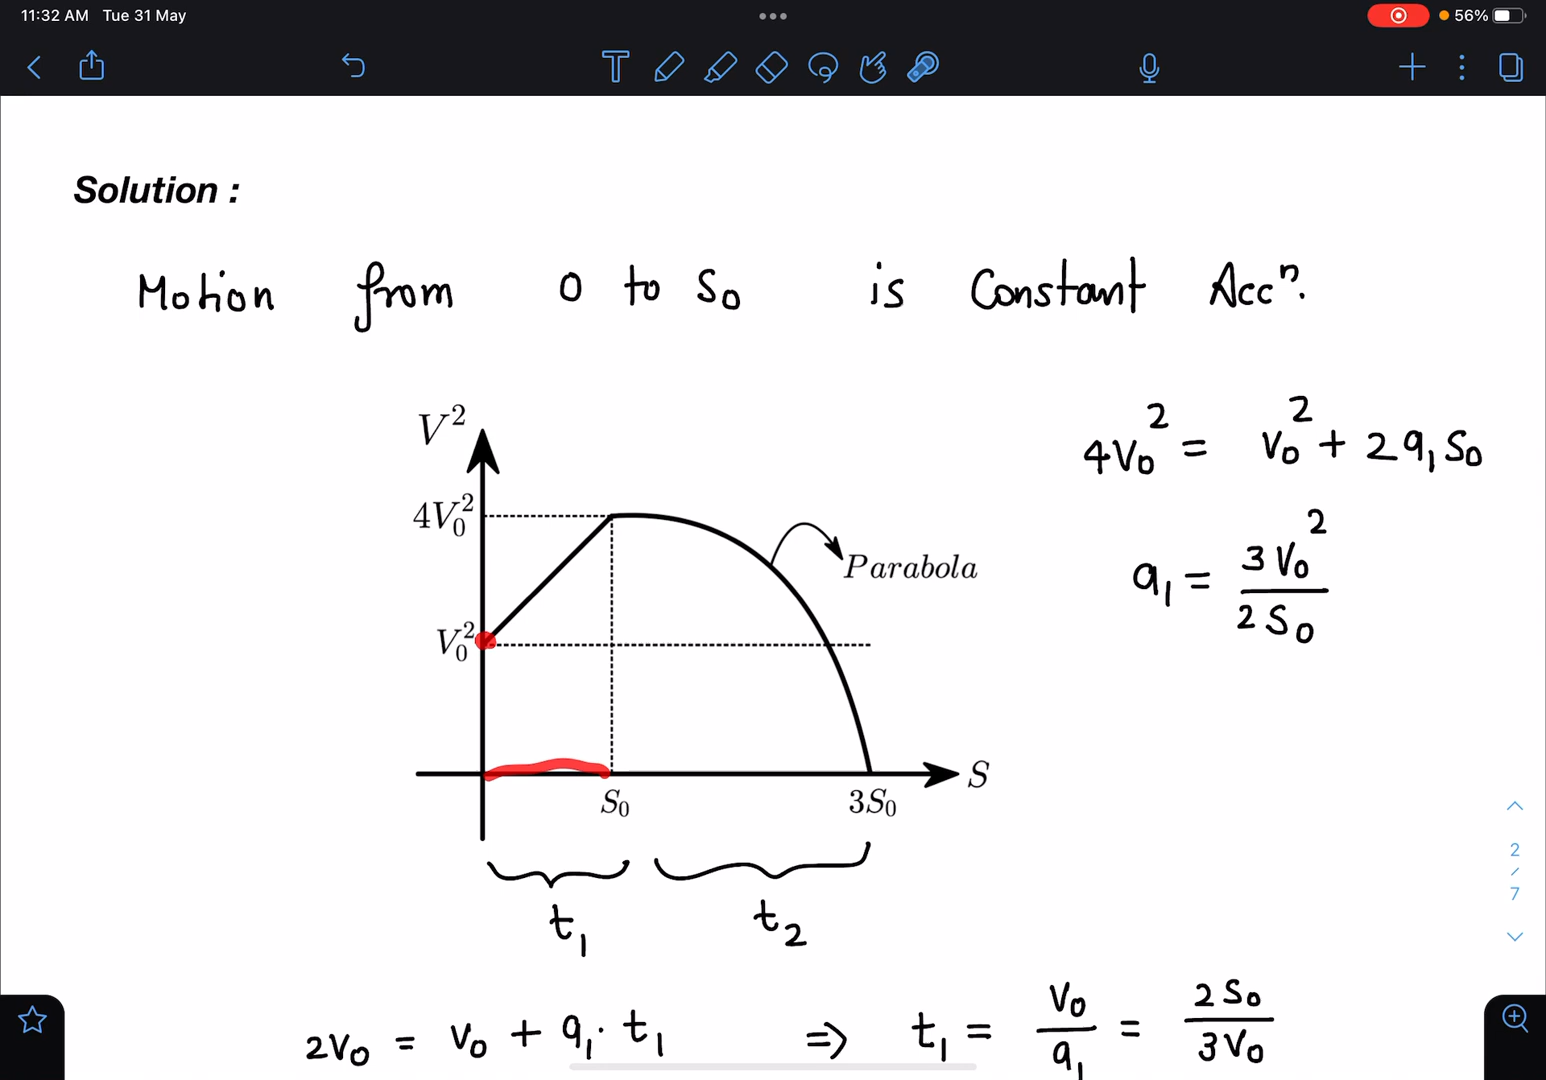 11:32 AM Tue 31 May
56%
Solution :
Motion from 0 to S₀ is Constant Accⁿ.
V²
4V₀²
V₀²
Parabola
S
S₀
3S₀
t₁
t₂
4V₀² = V₀² + 2a₁S₀
a₁ = 3V₀² / 2S₀
2
/
7
2V₀ = V₀ + a₁· t₁ ⇒ t₁ = V₀ / a₁ = 2S₀ / 3V₀